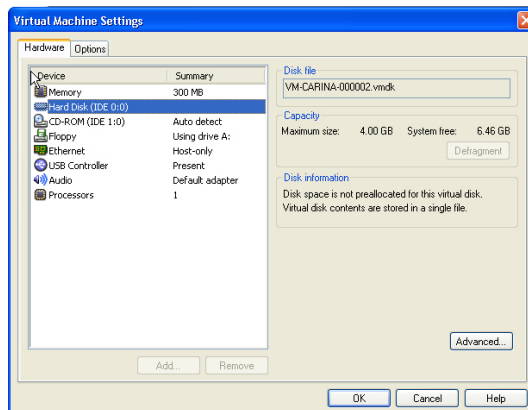 Virtual Machine Settings
Hardware Options
Device Summary
Memory 300 MB
Hard Disk (IDE 0:0)
CD-ROM (IDE 1:0) Auto detect
Floppy Using drive A:
Ethernet Host-only
USB Controller Present
Audio Default adapter
Processors 1
Add... Remove
Disk file
VM-CARINA-000002.vmdk
Capacity
Maximum size: 4.00 GB System free: 6.46 GB
Defragment
Disk information
Disk space is not preallocated for this virtual disk.
Virtual disk contents are stored in a single file.
Advanced...
OK Cancel Help